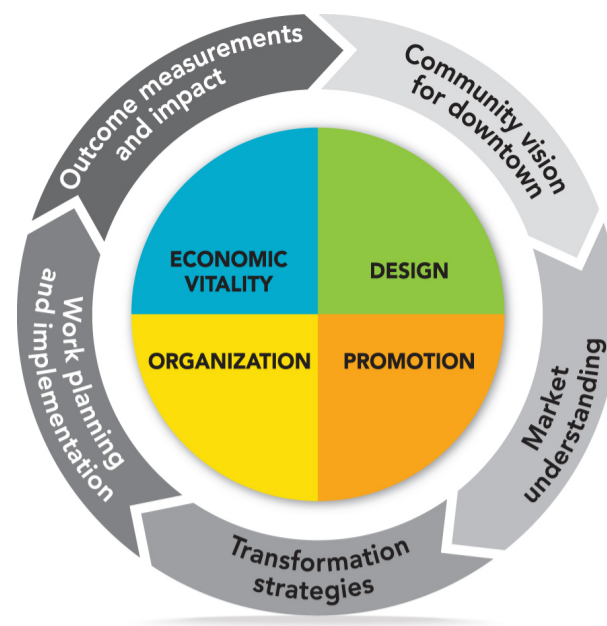 Outcome measurements
and impact
Community vision
for downtown
ECONOMIC
VITALITY
DESIGN
ORGANIZATION
PROMOTION
Market
understanding
Transformation
strategies
Work planning
and implementation